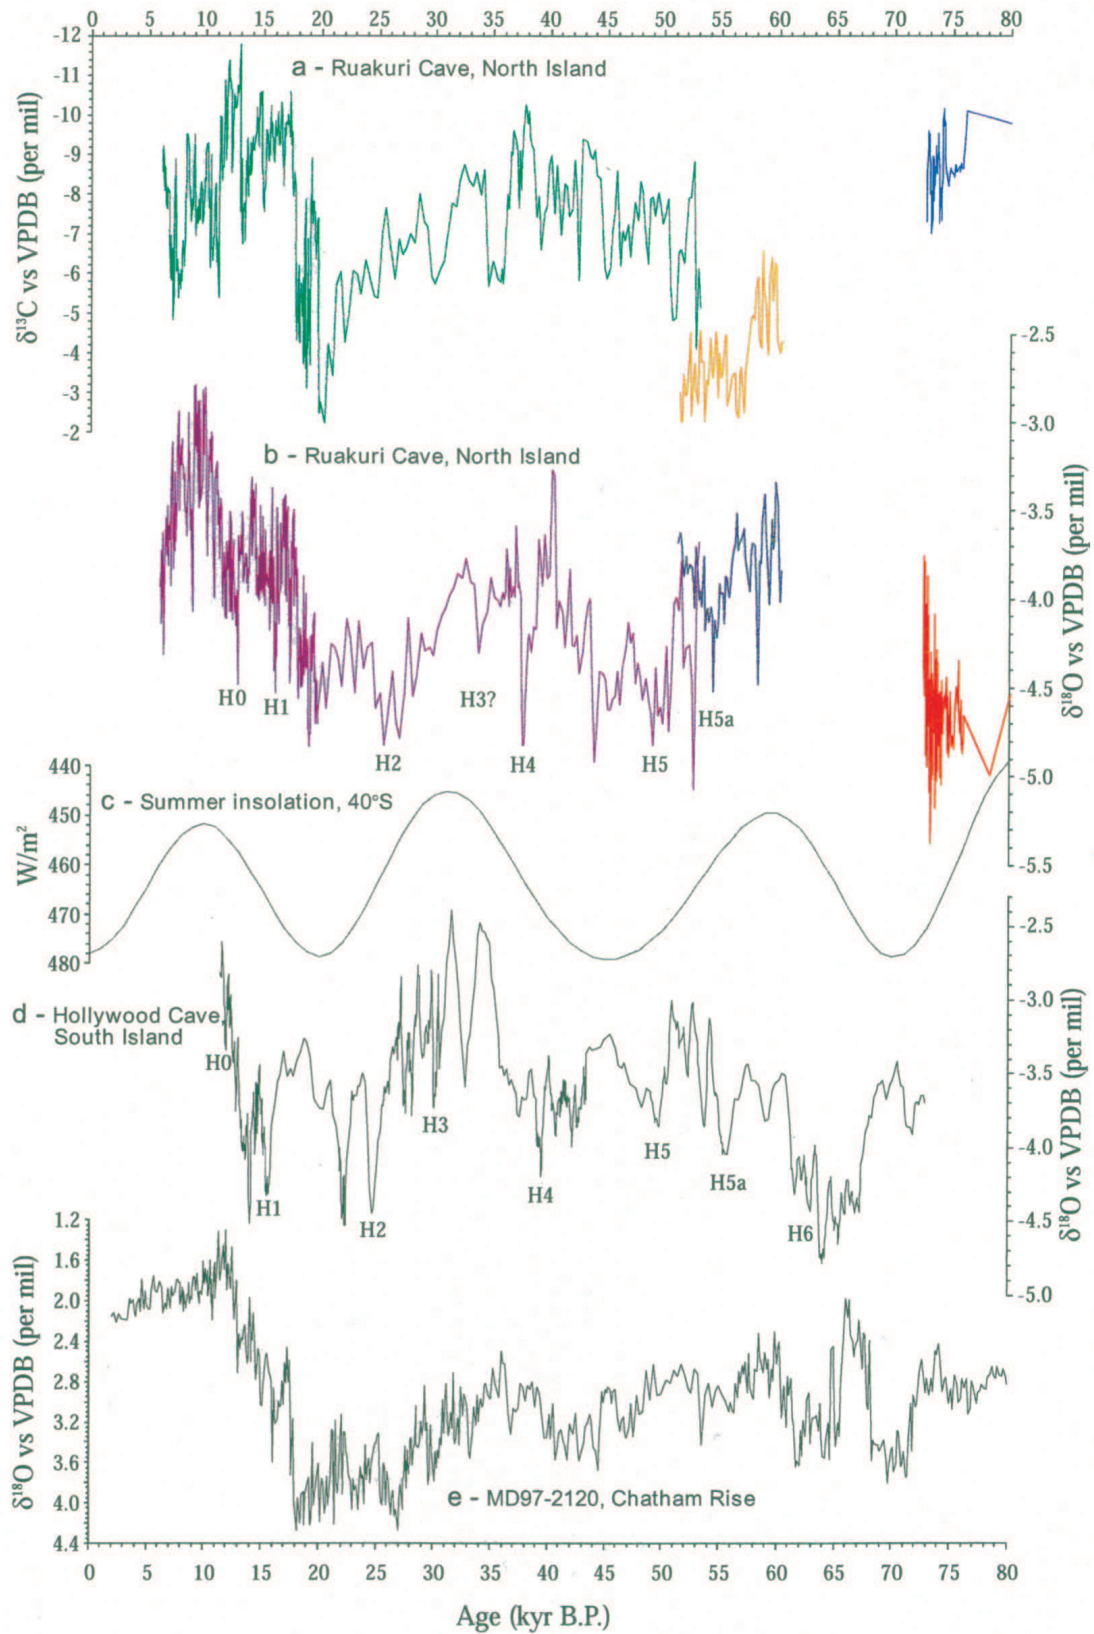 0 5 10 15 20 25 30 35 40 45 50 55 60 65 70 75 80
-12
a - Ruakuri Cave, North Island
-11
-10
-9
-8
-7
-6
-5
-4
-3
-2
δ¹³C vs VPDB (per mil)
-2.5
-3.0
-3.5
-4.0
-4.5
-5.0
-5.5
δ¹⁸O vs VPDB (per mil)
b - Ruakuri Cave, North Island
H0
H1
H2
H3?
H4
H5
H5a
440
450
460
470
480
W/m²
c - Summer insolation, 40°S
-2.5
-3.0
-3.5
-4.0
-4.5
-5.0
δ¹⁸O vs VPDB (per mil)
d - Hollywood Cave,
South Island
H0
H1
H2
H3
H4
H5
H5a
H6
1.2
1.6
2.0
2.4
2.8
3.2
3.6
4.0
4.4
δ¹⁸O vs VPDB (per mil)
e - MD97-2120, Chatham Rise
0 5 10 15 20 25 30 35 40 45 50 55 60 65 70 75 80
Age (kyr B.P.)